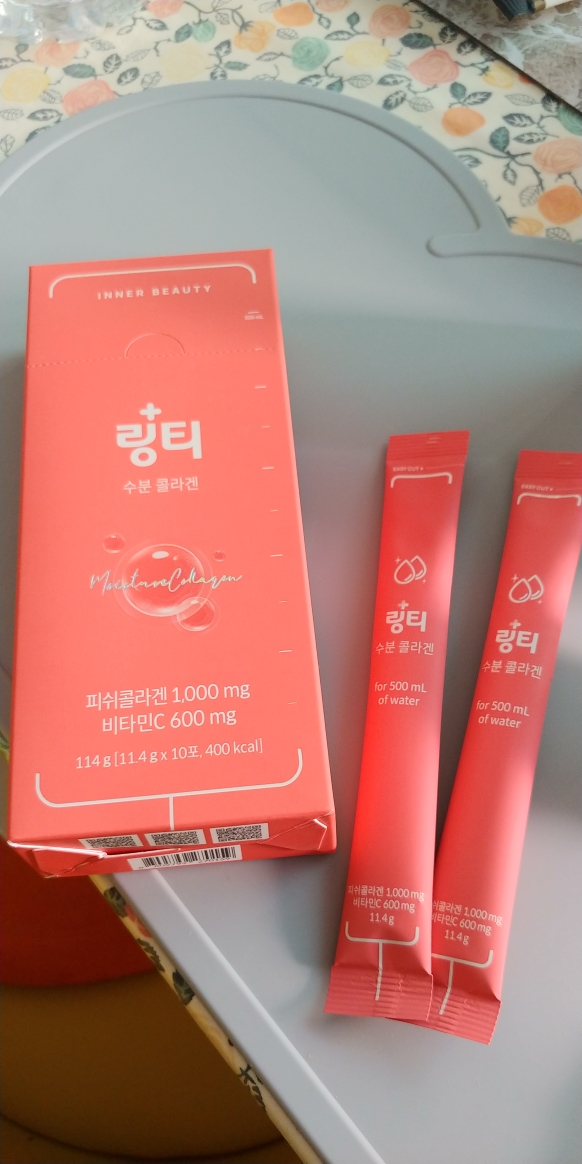 INNER BEAUTY
링티
수분 콜라겐
MoistureCollagen
피쉬콜라겐 1,000 mg
비타민C 600 mg
114 g [11.4 g x 10포, 400 kcal]
EASY CUT
링티
수분 콜라겐
for 500 mL
of water
피쉬콜라겐 1,000 mg
비타민C 600 mg
11.4 g
EASY CUT
링티
수분 콜라겐
for 500 mL
of water
쉬콜라겐 1,000 mg
비타민C 600 mg
11.4 g